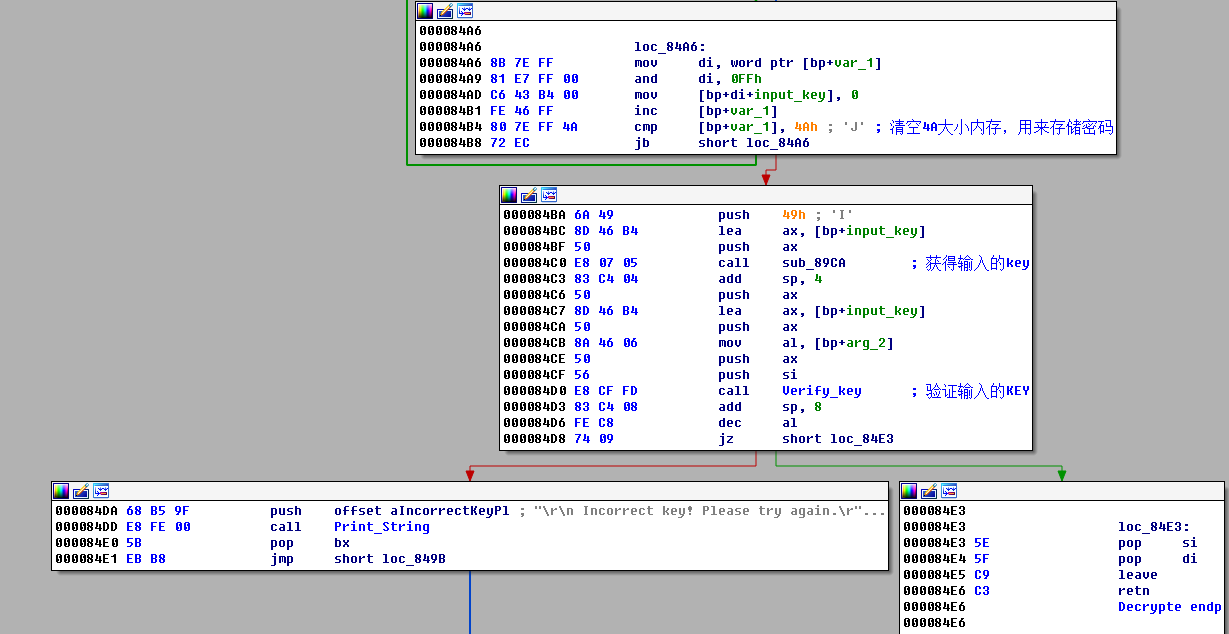 000084A6
000084A6 loc_84A6:
000084A6 8B 7E FF mov di, word ptr [bp+var_1]
000084A9 81 E7 FF 00 and di, 0FFh
000084AD C6 43 B4 00 mov [bp+di+input_key], 0
000084B1 FE 46 FF inc [bp+var_1]
000084B4 80 7E FF 4A cmp [bp+var_1], 4Ah ; 'J' ; 清空4A大小内存，用来存储密码
000084B8 72 EC jb short loc_84A6
000084BA 6A 49 push 49h ; 'I'
000084BC 8D 46 B4 lea ax, [bp+input_key]
000084BF 50 push ax
000084C0 E8 07 05 call sub_89CA ; 获得输入的key
000084C3 83 C4 04 add sp, 4
000084C6 50 push ax
000084C7 8D 46 B4 lea ax, [bp+input_key]
000084CA 50 push ax
000084CB 8A 46 06 mov al, [bp+arg_2]
000084CE 50 push ax
000084CF 56 push si
000084D0 E8 CF FD call Verify_key ; 验证输入的KEY
000084D3 83 C4 08 add sp, 8
000084D6 FE C8 dec al
000084D8 74 09 jz short loc_84E3
000084DA 68 B5 9F push offset aIncorrectKeyPl ; "\r\n Incorrect key! Please try again.\r"...
000084DD E8 FE 00 call Print_String
000084E0 5B pop bx
000084E1 EB B8 jmp short loc_849B
000084E3
000084E3 loc_84E3:
000084E3 5E pop si
000084E4 5F pop di
000084E5 C9 leave
000084E6 C3 retn
000084E6 Decrypte endp
000084E6